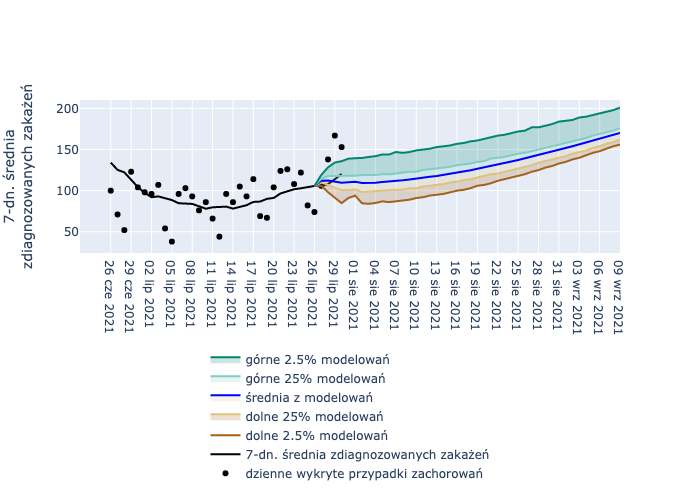 7-dn. średnia
zdiagnozowanych zakażeń
200
150
100
50
26 cze 2021
29 cze 2021
02 lip 2021
05 lip 2021
08 lip 2021
11 lip 2021
14 lip 2021
17 lip 2021
20 lip 2021
23 lip 2021
26 lip 2021
29 lip 2021
01 sie 2021
04 sie 2021
07 sie 2021
10 sie 2021
13 sie 2021
16 sie 2021
19 sie 2021
22 sie 2021
25 sie 2021
28 sie 2021
31 sie 2021
03 wrz 2021
06 wrz 2021
09 wrz 2021
górne 2.5% modelowań
górne 25% modelowań
średnia z modelowań
dolne 25% modelowań
dolne 2.5% modelowań
7-dn. średnia zdiagnozowanych zakażeń
dzienne wykryte przypadki zachorowań